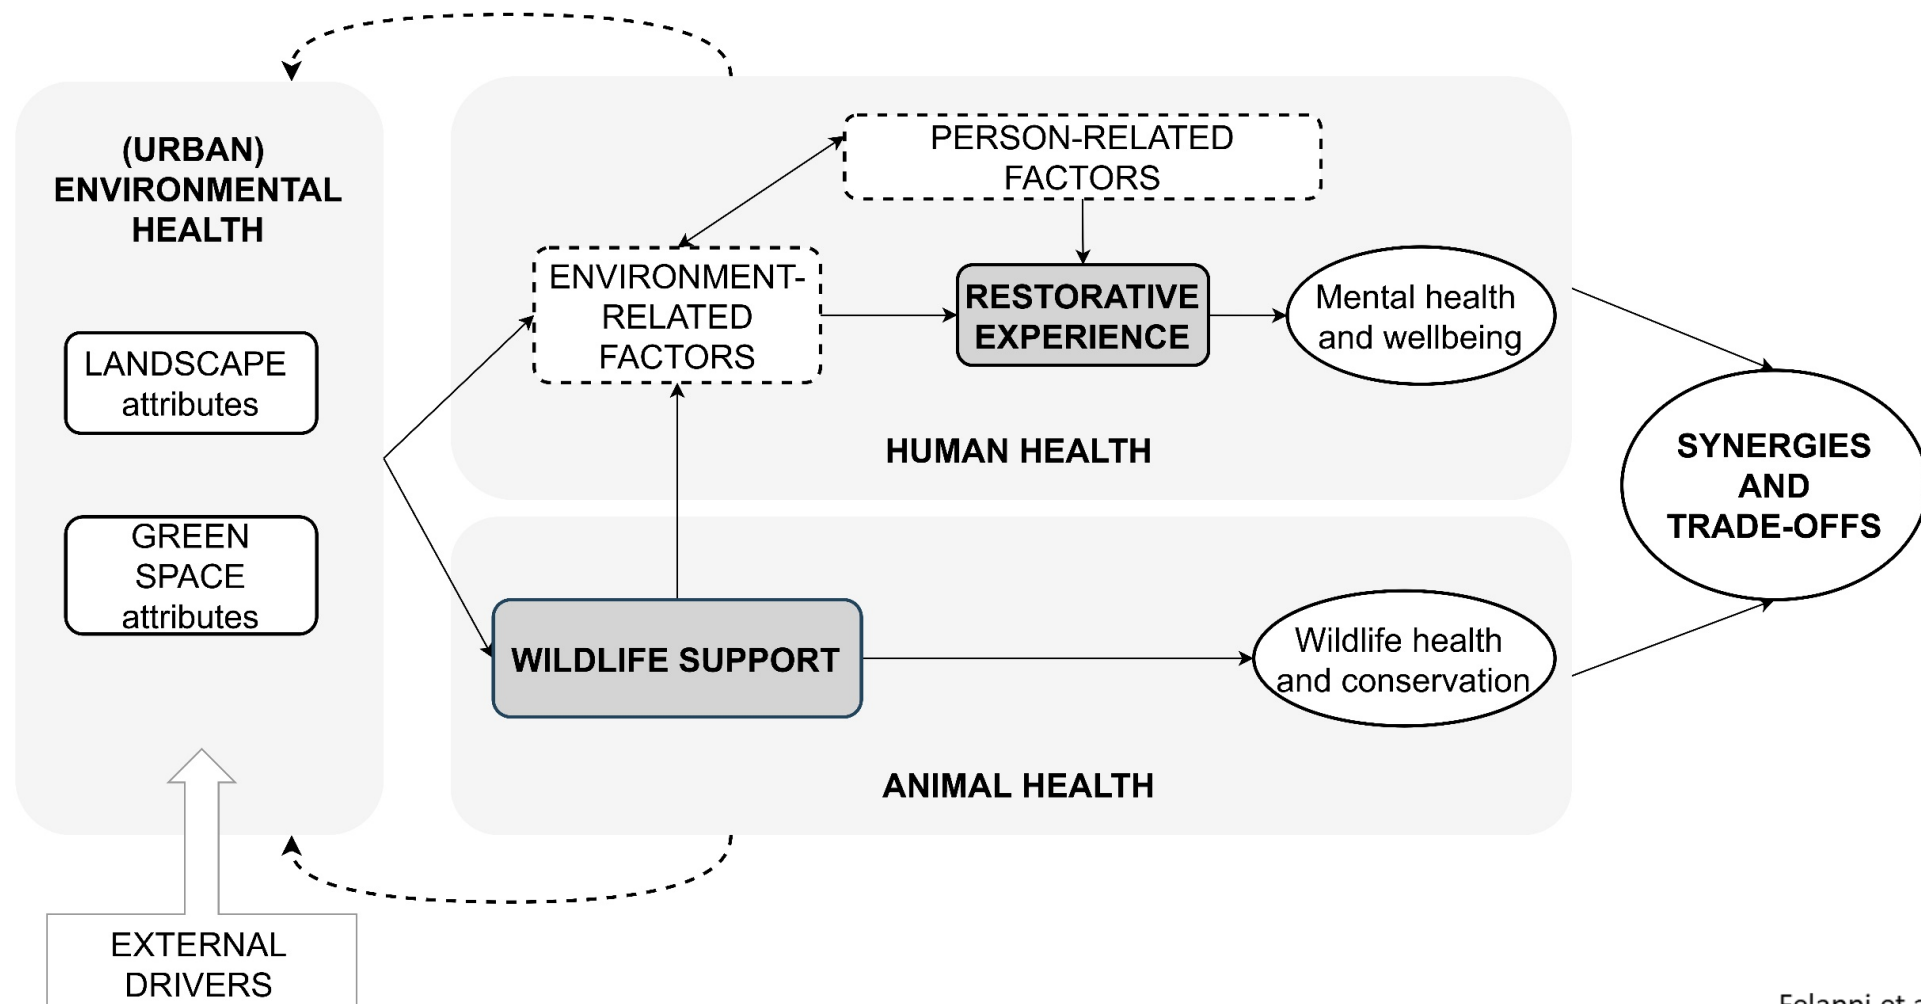 (URBAN)
ENVIRONMENTAL
HEALTH
LANDSCAPE
attributes
GREEN
SPACE
attributes
EXTERNAL
DRIVERS
PERSON-RELATED
FACTORS
ENVIRONMENT-
RELATED
FACTORS
RESTORATIVE
EXPERIENCE
Mental health
and wellbeing
HUMAN HEALTH
WILDLIFE SUPPORT
Wildlife health
and conservation
ANIMAL HEALTH
SYNERGIES
AND
TRADE-OFFS